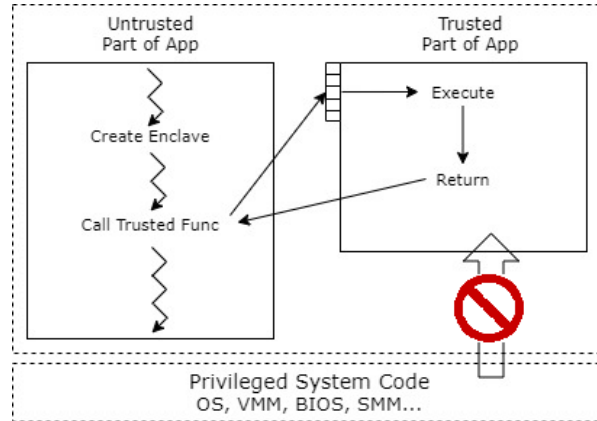 Untrusted
Part of App
Trusted
Part of App
Create Enclave
Call Trusted Func
Execute
Return
Privileged System Code
OS, VMM, BIOS, SMM...